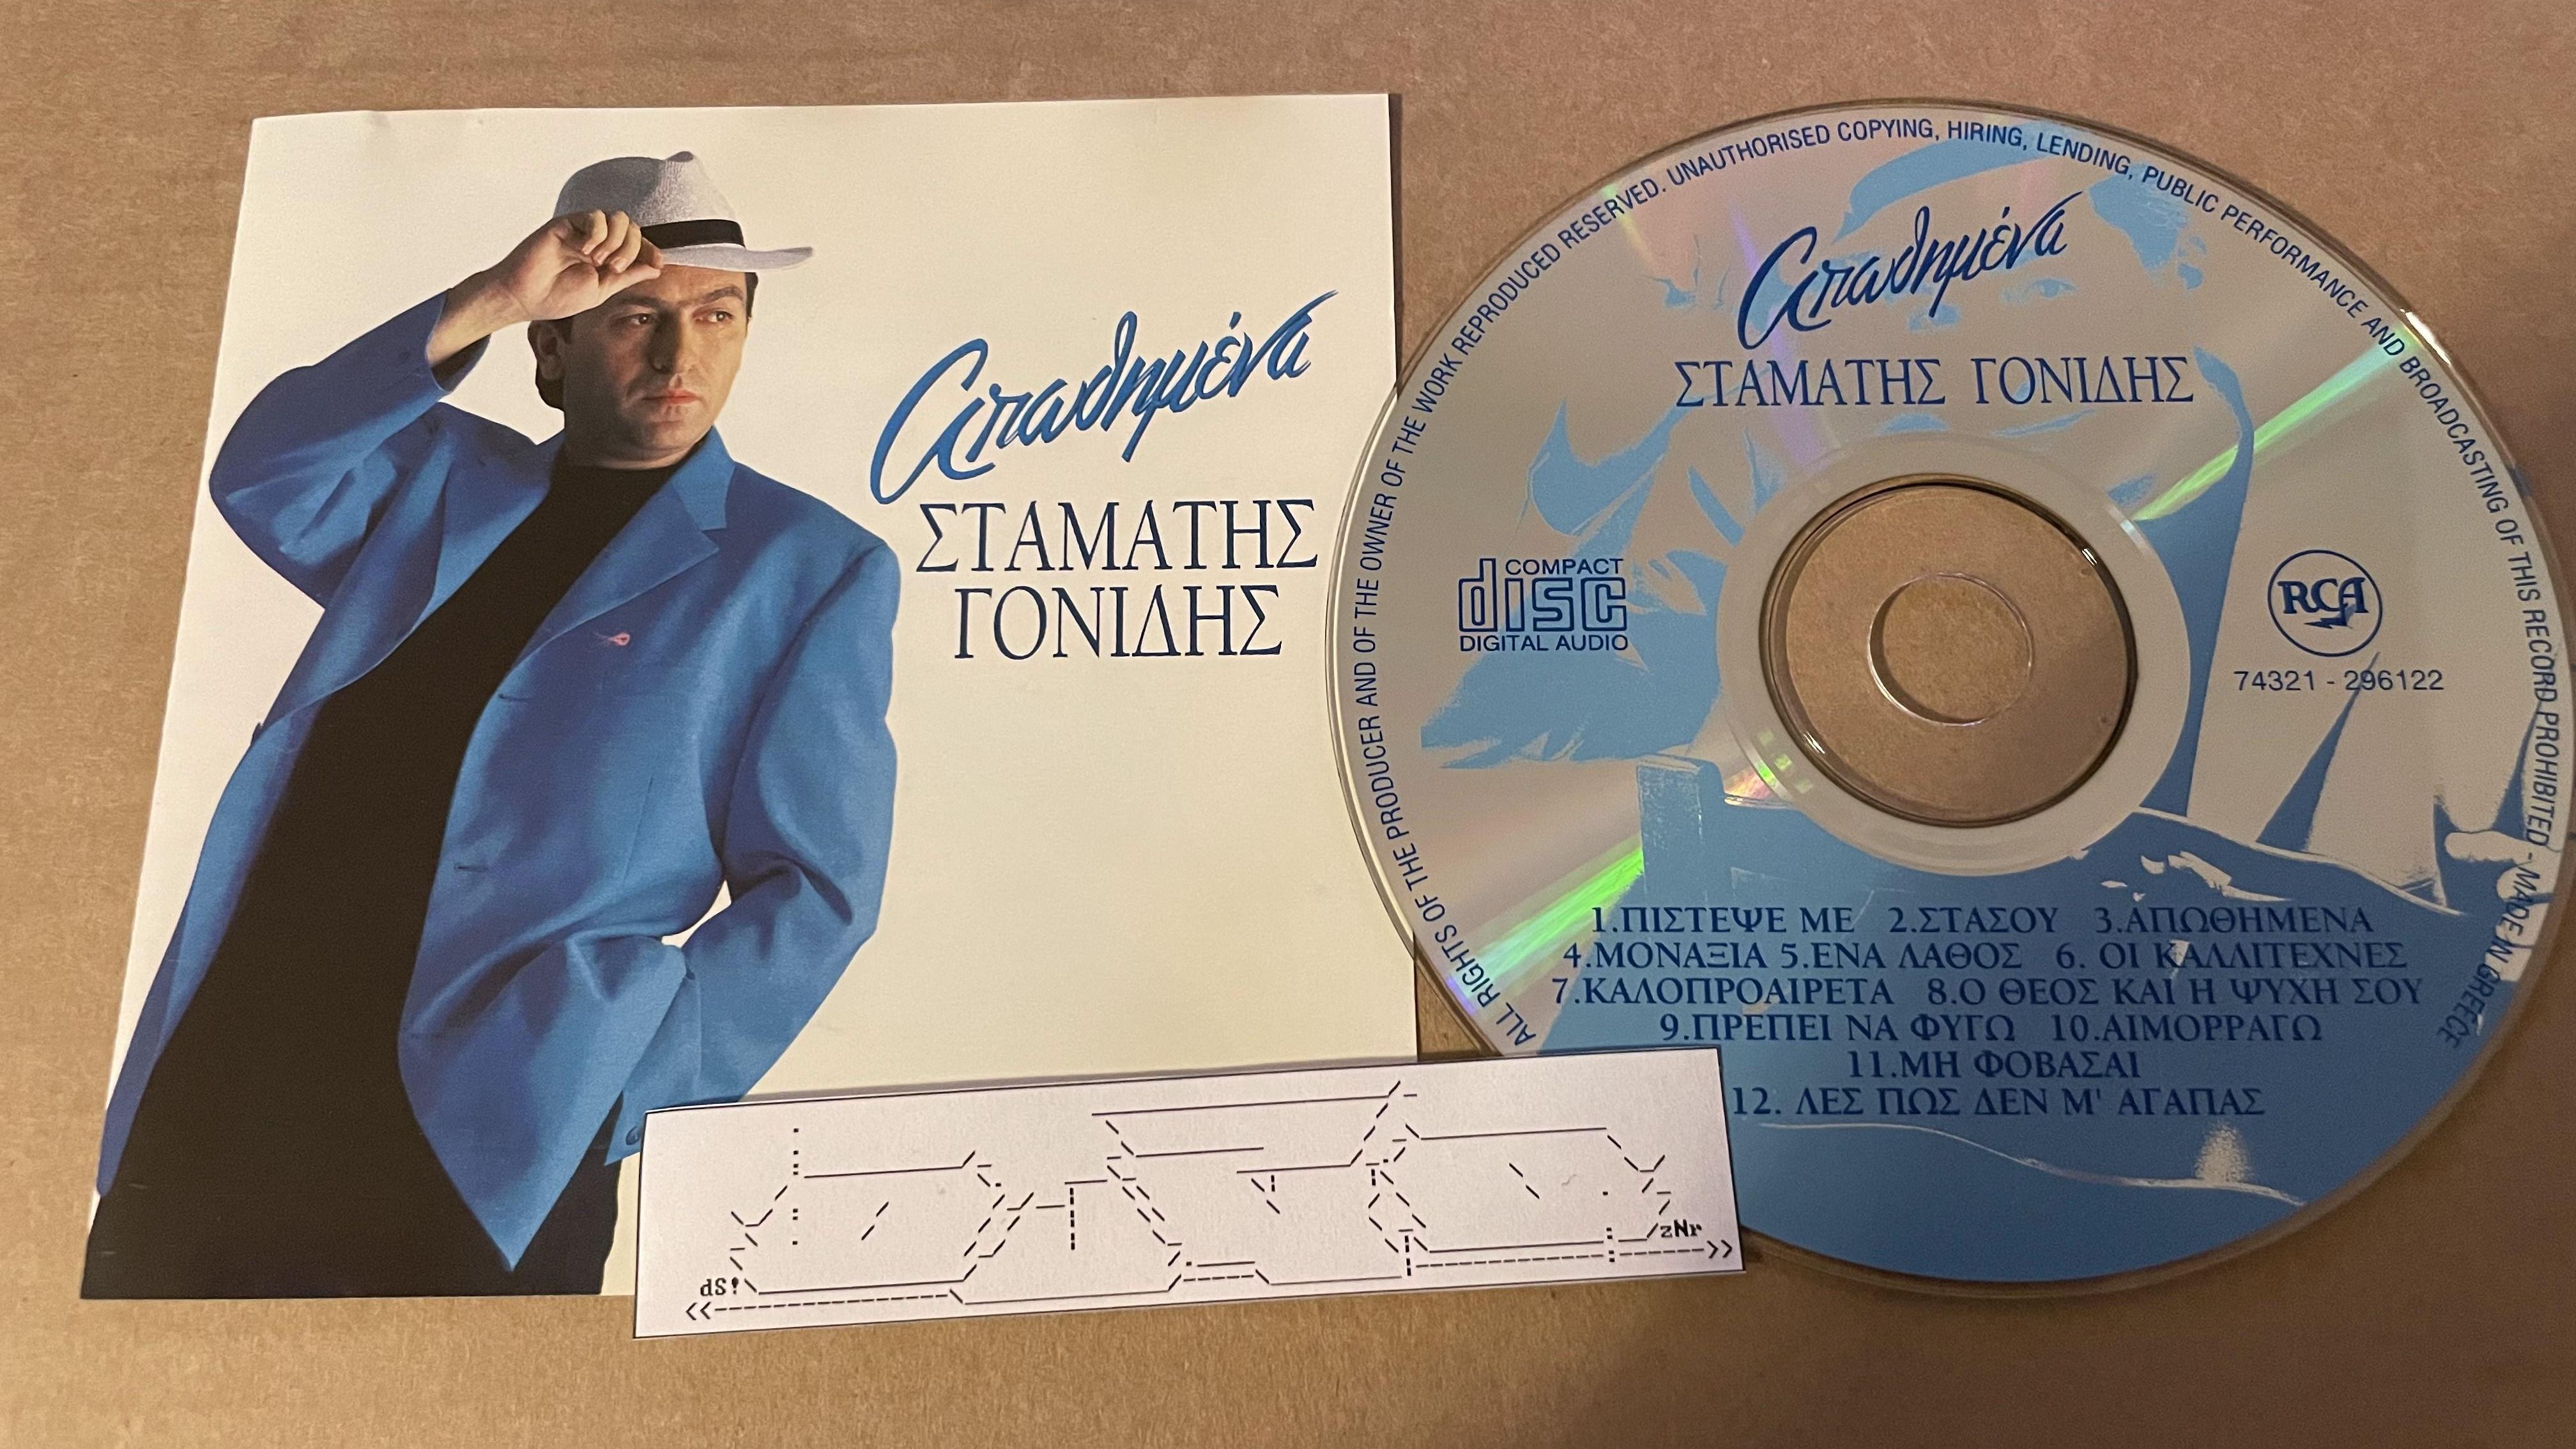 Απωθημένα
ΣΤΑΜΑΤΗΣ
ΓΟΝΙΔΗΣ
ALL RIGHTS OF THE PRODUCER AND OF THE OWNER OF THE WORK REPRODUCED RESERVED. UNAUTHORISED COPYING, HIRING, LENDING, PUBLIC PERFORMANCE AND BROADCASTING OF THIS RECORD PROHIBITED - MADE IN GREECE
Απωθημένα
ΣΤΑΜΑΤΗΣ ΓΟΝΙΔΗΣ
COMPACT
disc
DIGITAL AUDIO
RCA
74321 - 296122
1.ΠΙΣΤΕΨΕ ΜΕ 2.ΣΤΑΣΟΥ 3.ΑΠΩΘΗΜΕΝΑ
4.ΜΟΝΑΞΙΑ 5.ΕΝΑ ΛΑΘΟΣ 6. ΟΙ ΚΑΛΛΙΤΕΧΝΕΣ
7.ΚΑΛΟΠΡΟΑΙΡΕΤΑ 8.Ο ΘΕΟΣ ΚΑΙ Η ΨΥΧΗ ΣΟΥ
9.ΠΡΕΠΕΙ ΝΑ ΦΥΓΩ 10.ΑΙΜΟΡΡΑΓΩ
11.ΜΗ ΦΟΒΑΣΑΙ
12. ΛΕΣ ΠΩΣ ΔΕΝ Μ' ΑΓΑΠΑΣ
zNr
dS!